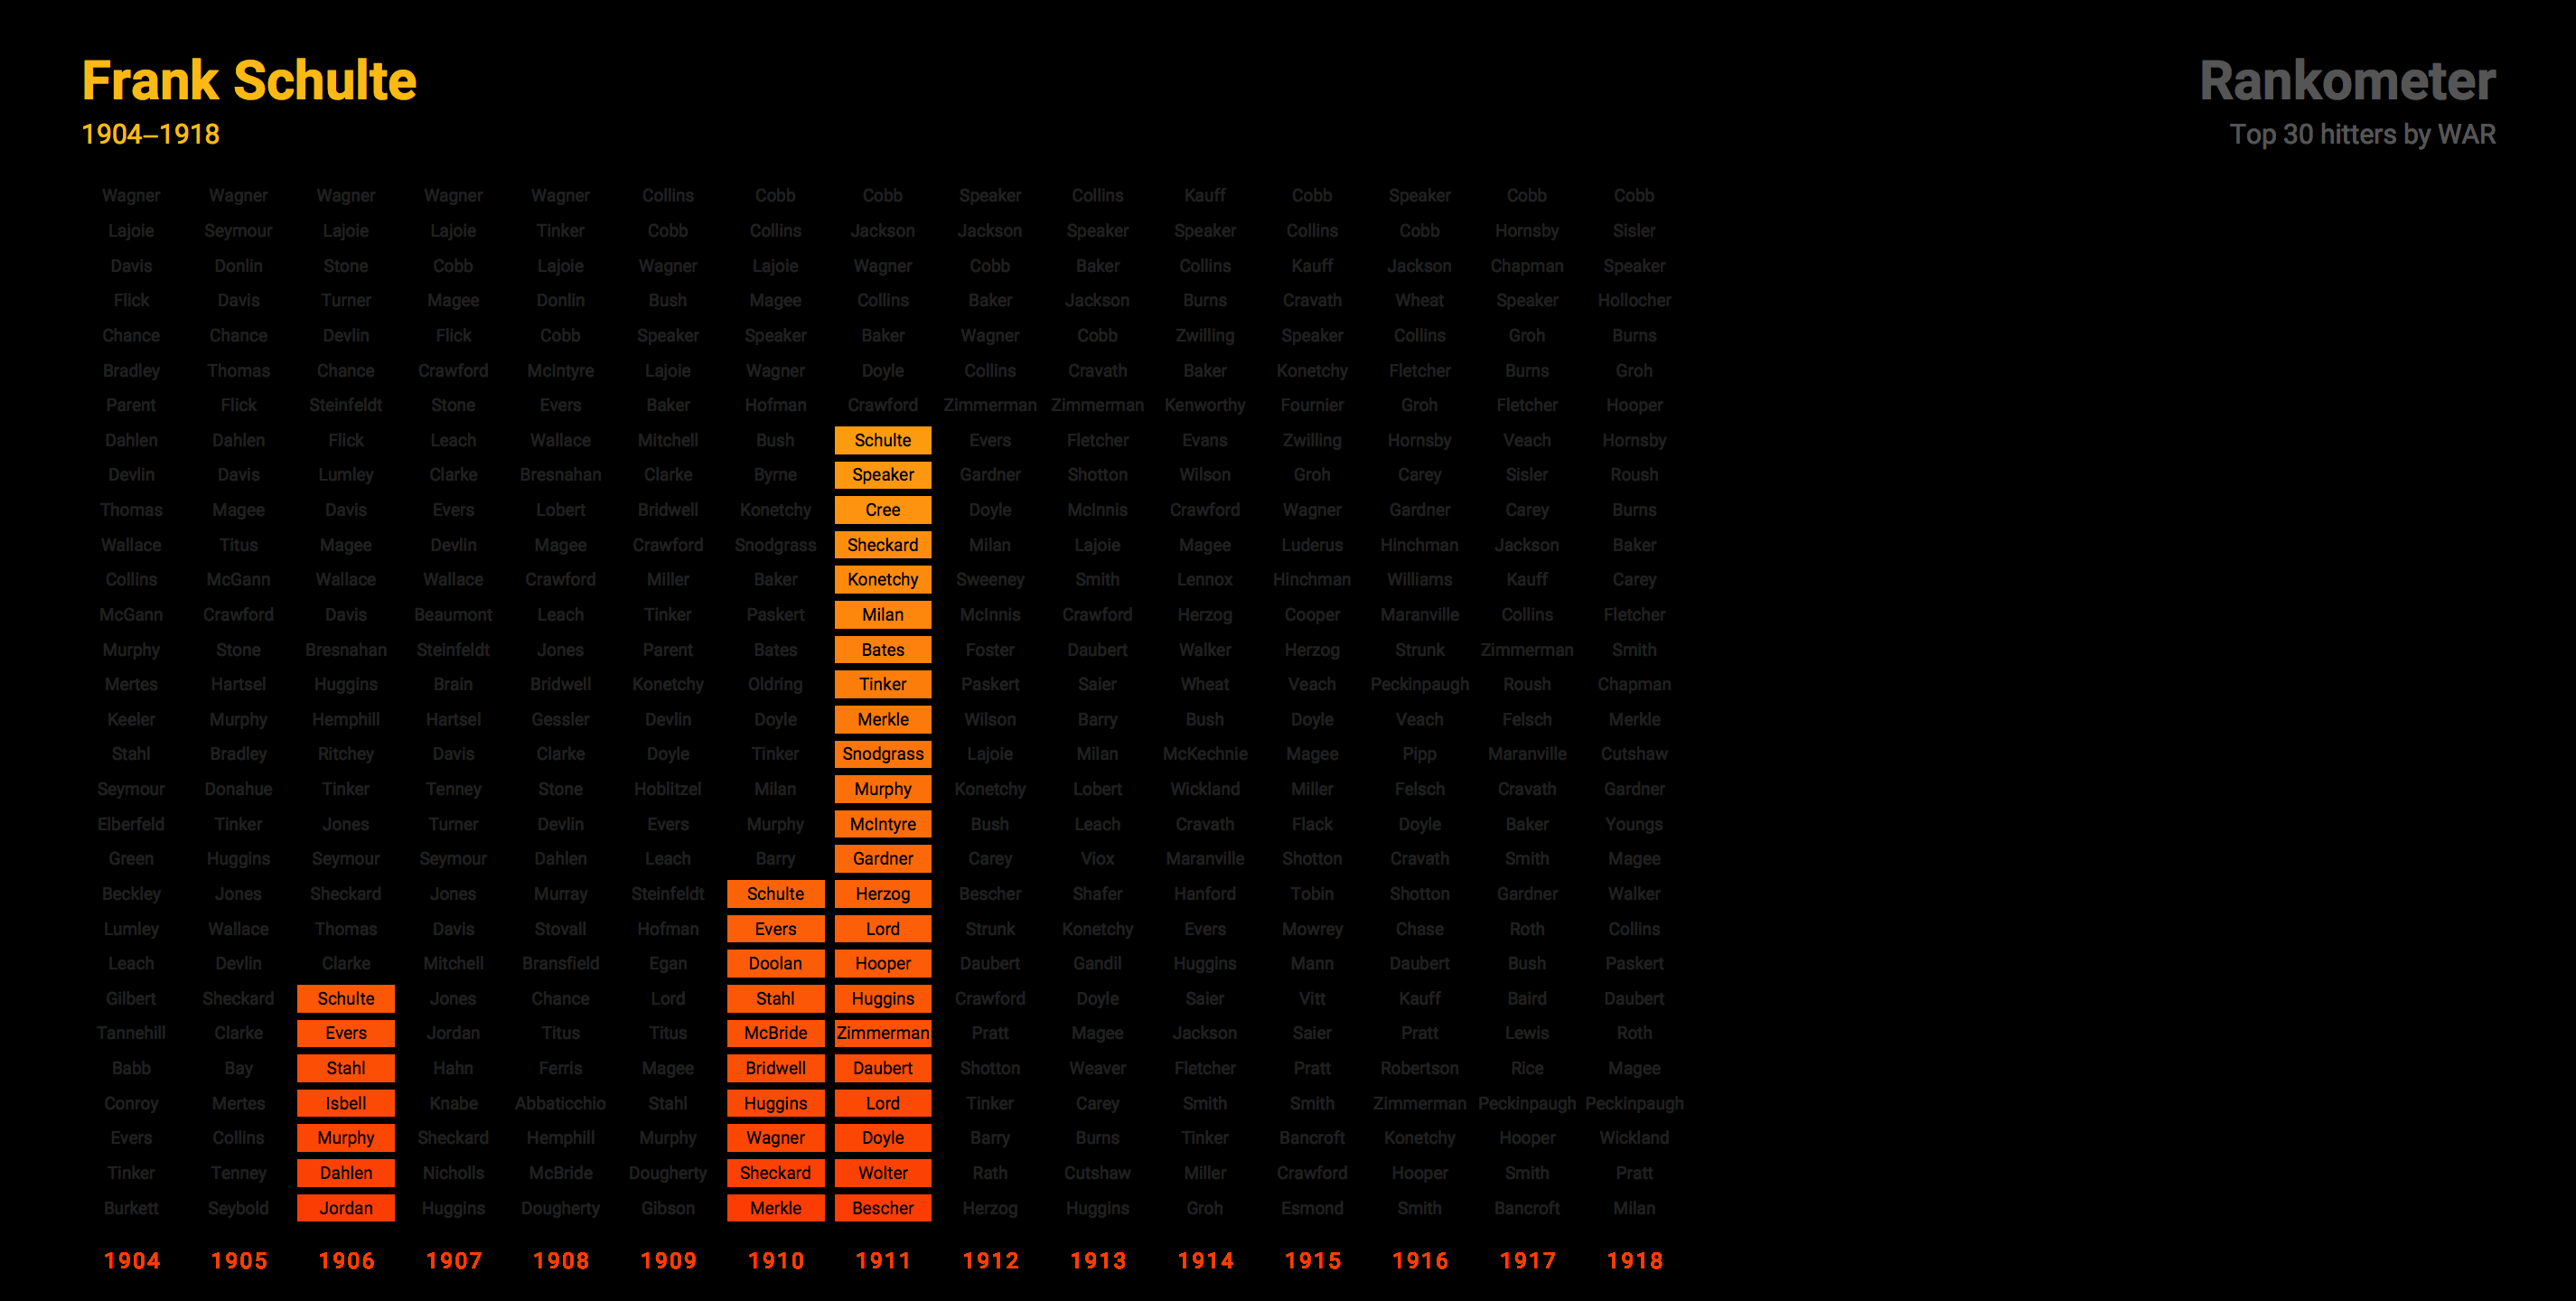 Frank Schulte
1904–1918
Rankometer
Top 30 hitters by WAR
Wagner Wagner Wagner Wagner Wagner Collins Cobb Cobb Speaker Collins Kauff Cobb Speaker Cobb Cobb
Lajoie Seymour Lajoie Lajoie Tinker Cobb Collins Jackson Jackson Speaker Speaker Collins Cobb Hornsby Sisler
Davis Donlin Stone Cobb Lajoie Wagner Lajoie Wagner Cobb Baker Collins Kauff Jackson Chapman Speaker
Flick Davis Turner Magee Donlin Bush Magee Collins Baker Jackson Burns Cravath Wheat Speaker Hollocher
Chance Chance Devlin Flick Cobb Speaker Speaker Baker Wagner Cobb Zwilling Speaker Collins Groh Burns
Bradley Thomas Chance Crawford McIntyre Lajoie Wagner Doyle Collins Cravath Baker Konetchy Fletcher Burns Groh
Parent Flick Steinfeldt Stone Evers Baker Hofman Crawford Zimmerman Zimmerman Kenworthy Fournier Groh Fletcher Hooper
Dahlen Dahlen Flick Leach Wallace Mitchell Bush Schulte Evers Fletcher Evans Zwilling Hornsby Veach Hornsby
Devlin Davis Lumley Clarke Bresnahan Clarke Byrne Speaker Gardner Shotton Wilson Groh Carey Sisler Roush
Thomas Magee Davis Evers Lobert Bridwell Konetchy Cree Doyle McInnis Crawford Wagner Gardner Carey Burns
Wallace Titus Magee Devlin Magee Crawford Snodgrass Sheckard Milan Lajoie Magee Luderus Hinchman Jackson Baker
Collins McGann Wallace Wallace Crawford Miller Baker Konetchy Sweeney Smith Lennox Hinchman Williams Kauff Carey
McGann Crawford Davis Beaumont Leach Tinker Paskert Milan McInnis Crawford Herzog Cooper Maranville Collins Fletcher
Murphy Stone Bresnahan Steinfeldt Jones Parent Bates Bates Foster Daubert Walker Herzog Strunk Zimmerman Smith
Mertes Hartsel Huggins Brain Bridwell Konetchy Oldring Tinker Paskert Saier Wheat Veach Peckinpaugh Roush Chapman
Keeler Murphy Hemphill Hartsel Gessler Devlin Doyle Merkle Wilson Barry Bush Doyle Veach Felsch Merkle
Stahl Bradley Ritchey Davis Clarke Doyle Tinker Snodgrass Lajoie Milan McKechnie Magee Pipp Maranville Cutshaw
Seymour Donahue Tinker Tenney Stone Hoblitzel Milan Murphy Konetchy Lobert Wickland Miller Felsch Cravath Gardner
Elberfeld Tinker Jones Turner Devlin Evers Murphy McIntyre Bush Leach Cravath Flack Doyle Baker Youngs
Green Huggins Seymour Seymour Dahlen Leach Barry Gardner Carey Viox Maranville Shotton Cravath Smith Magee
Beckley Jones Sheckard Jones Murray Steinfeldt Schulte Herzog Bescher Shafer Hanford Tobin Shotton Gardner Walker
Lumley Wallace Thomas Davis Stovall Hofman Evers Lord Strunk Konetchy Evers Mowrey Chase Roth Collins
Leach Devlin Clarke Mitchell Bransfield Egan Doolan Hooper Daubert Gandil Huggins Mann Daubert Bush Paskert
Gilbert Sheckard Schulte Jones Chance Lord Stahl Huggins Crawford Doyle Saier Vitt Kauff Baird Daubert
Tannehill Clarke Evers Jordan Titus Titus McBride Zimmerman Pratt Magee Jackson Saier Pratt Lewis Roth
Babb Bay Stahl Hahn Ferris Magee Bridwell Daubert Shotton Weaver Fletcher Pratt Robertson Rice Magee
Conroy Mertes Isbell Knabe Abbaticchio Stahl Huggins Lord Tinker Carey Smith Smith Zimmerman Peckinpaugh Peckinpaugh
Evers Collins Murphy Sheckard Hemphill Murphy Wagner Doyle Barry Burns Tinker Bancroft Konetchy Hooper Wickland
Tinker Tenney Dahlen Nicholls McBride Dougherty Sheckard Wolter Rath Cutshaw Miller Crawford Hooper Smith Pratt
Burkett Seybold Jordan Huggins Dougherty Gibson Merkle Bescher Herzog Huggins Groh Esmond Smith Bancroft Milan
1904 1905 1906 1907 1908 1909 1910 1911 1912 1913 1914 1915 1916 1917 1918